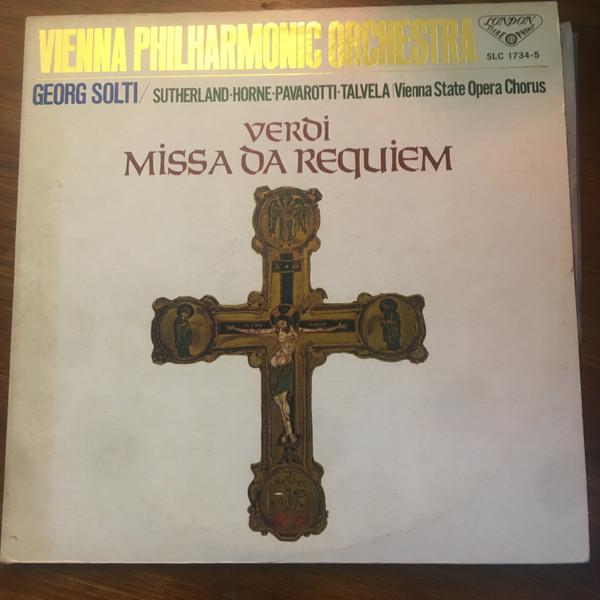 VIENNA PHILHARMONIC ORCHESTRA
LONDON
SLC 1734-5
GEORG SOLTI / SUTHERLAND·HORNE·PAVAROTTI·TALVELA / Vienna State Opera Chorus
VERDi
MiSSA DA REQUiEM